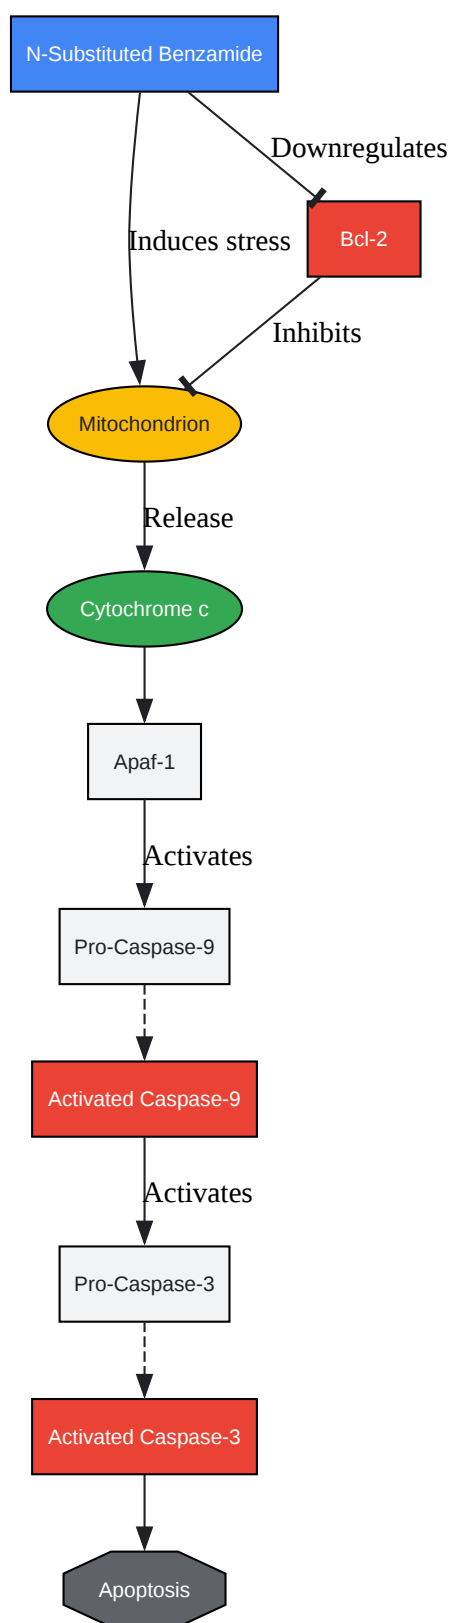 N-Substituted Benzamide
Downregulates
Induces stress
Bcl-2
Inhibits
Mitochondrion
Release
Cytochrome c
Apaf-1
Activates
Pro-Caspase-9
Activated Caspase-9
Activates
Pro-Caspase-3
Activated Caspase-3
Apoptosis